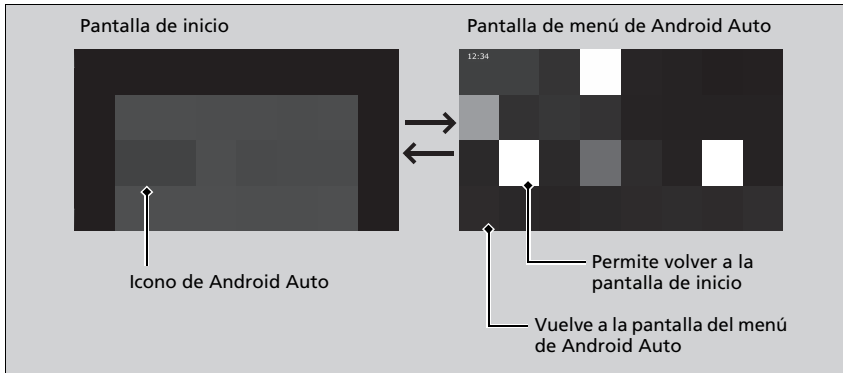 Pantalla de inicio
Pantalla de menú de Android Auto
12:34
Icono de Android Auto
Permite volver a la
pantalla de inicio
Vuelve a la pantalla del menú
de Android Auto